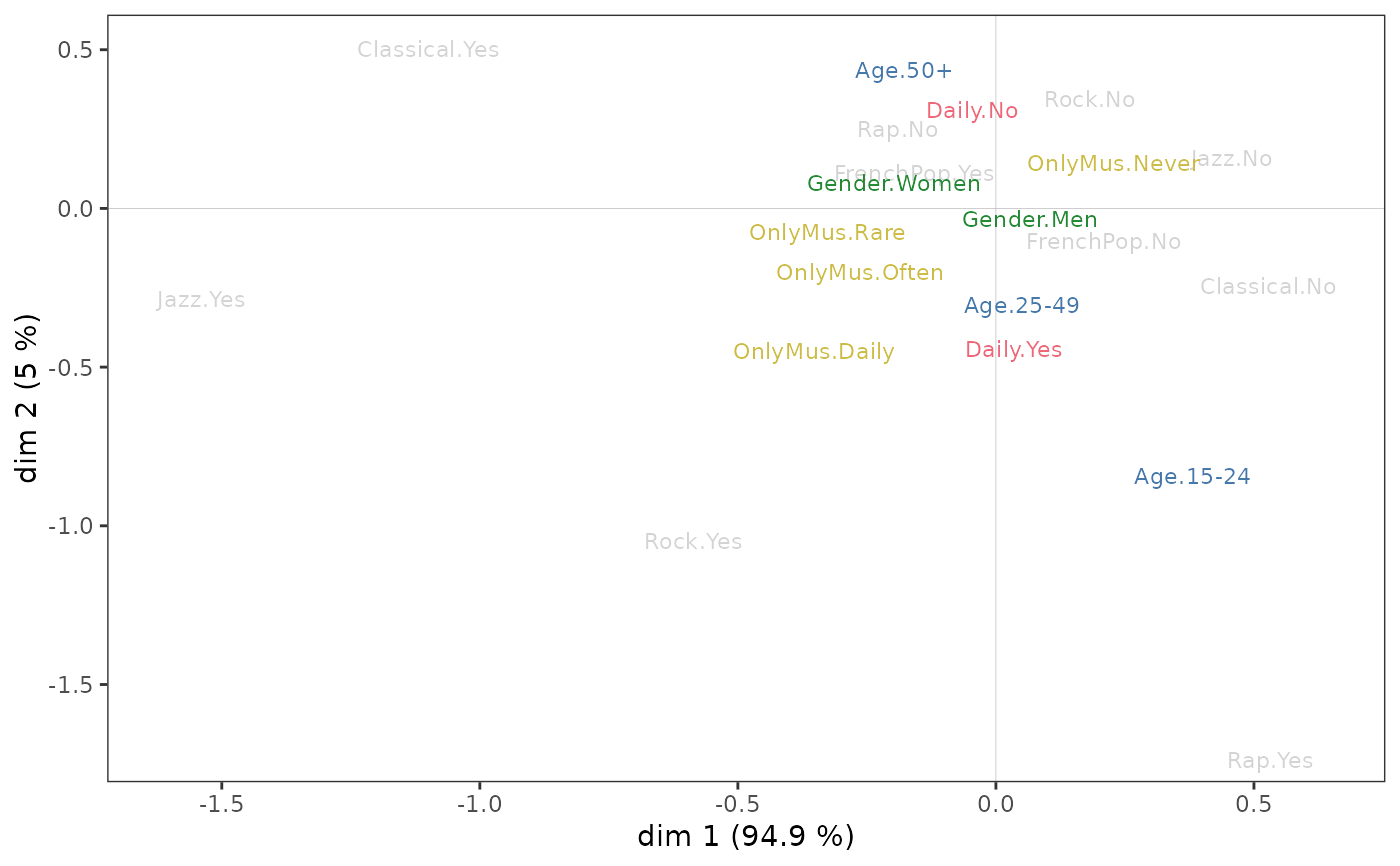 0.5
Classical.Yes
Age.50+
Rock.No
Daily.No
Rap.No
Jazz.No
OnlyMus.Never
FrenchPop.Yes
Gender.Women
0.0
Gender.Men
OnlyMus.Rare
FrenchPop.No
OnlyMus.Often
Classical.No
Jazz.Yes
Age.25-49
Daily.Yes
OnlyMus.Daily
-0.5
dim 2 (5 %)
Age.15-24
-1.0
Rock.Yes
-1.5
Rap.Yes
-1.5 -1.0 -0.5 0.0 0.5
dim 1 (94.9 %)